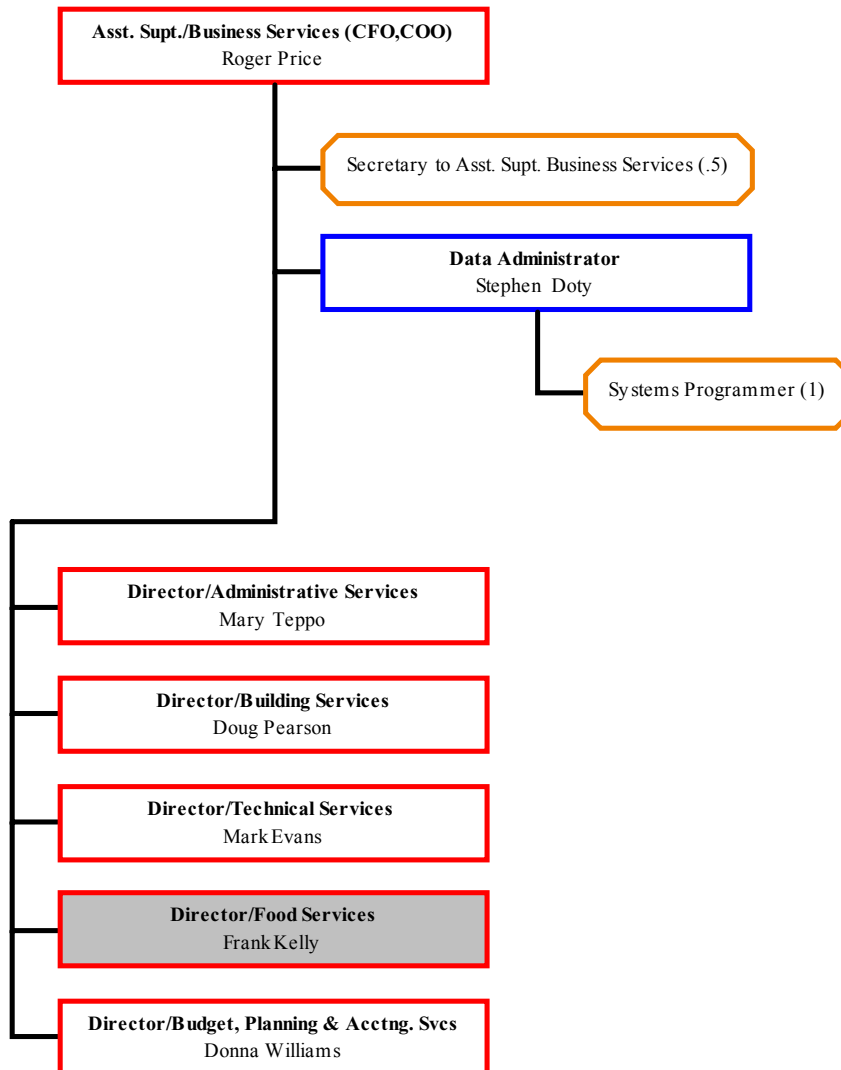 Asst. Supt./Business Services (CFO,COO)
Roger Price
Secretary to Asst. Supt. Business Services (.5)
Data Administrator
Stephen Doty
Systems Programmer (1)
Director/Administrative Services
Mary Teppo
Director/Building Services
Doug Pearson
Director/Technical Services
Mark Evans
Director/Food Services
Frank Kelly
Director/Budget, Planning & Acctng. Svcs
Donna Williams